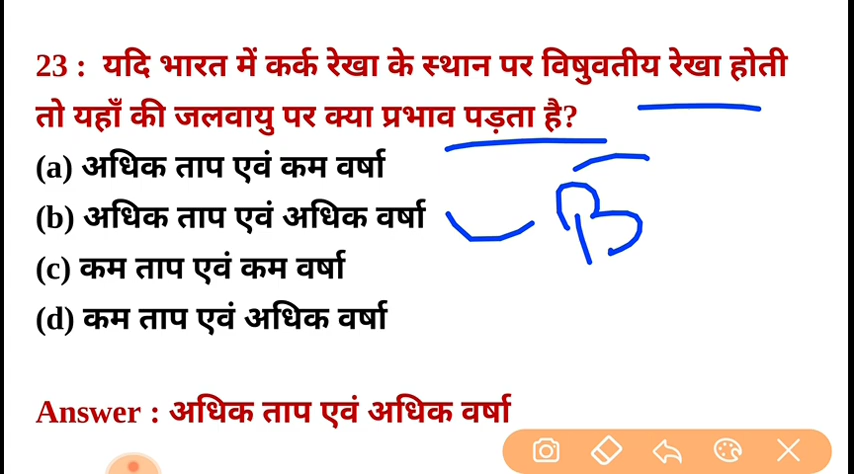 23 : यदि भारत में कर्क रेखा के स्थान पर विषुवतीय रेखा होती
तो यहाँ की जलवायु पर क्या प्रभाव पड़ता है?
(a) अधिक ताप एवं कम वर्षा
(b) अधिक ताप एवं अधिक वर्षा
B
(c) कम ताप एवं कम वर्षा
(d) कम ताप एवं अधिक वर्षा
Answer : अधिक ताप एवं अधिक वर्षा